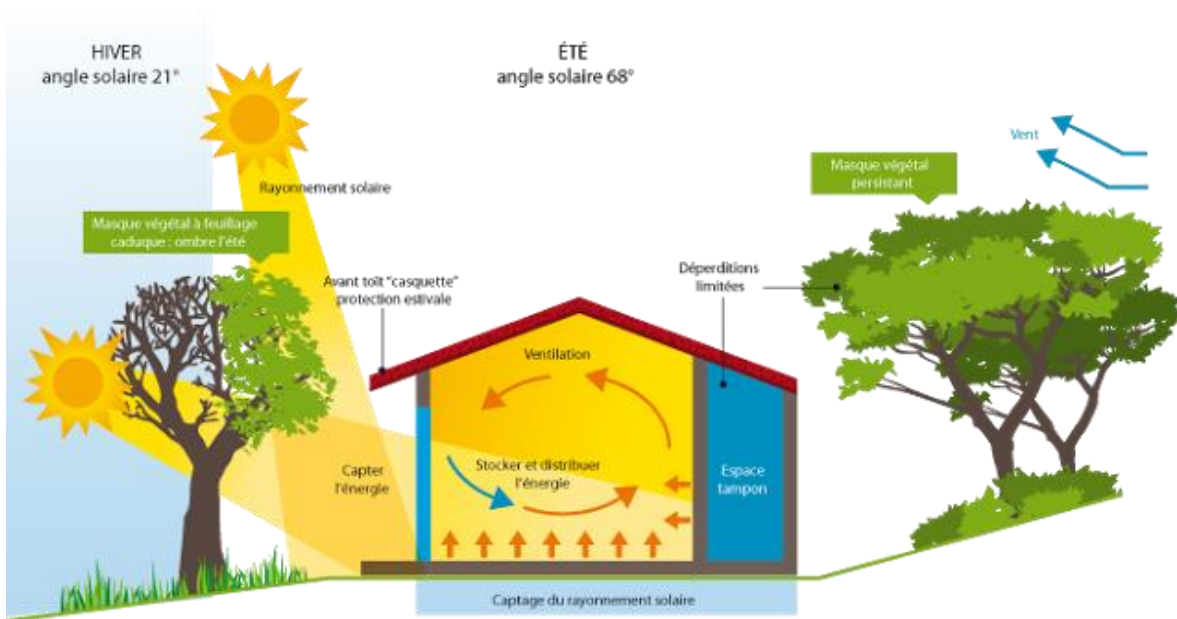 HIVER
angle solaire 21°
ÉTÉ
angle solaire 68°
Vent
Masque végétal
persistant
Rayonnement solaire
Masque végétal à feuillage
caduque : ombre l'été
Avant toît "casquette"
protection estivale
Déperditions
limitées
Ventilation
Capter
l'énergie
Stocker et distribuer
l'énergie
Espace
tampon
Captage du rayonnement solaire